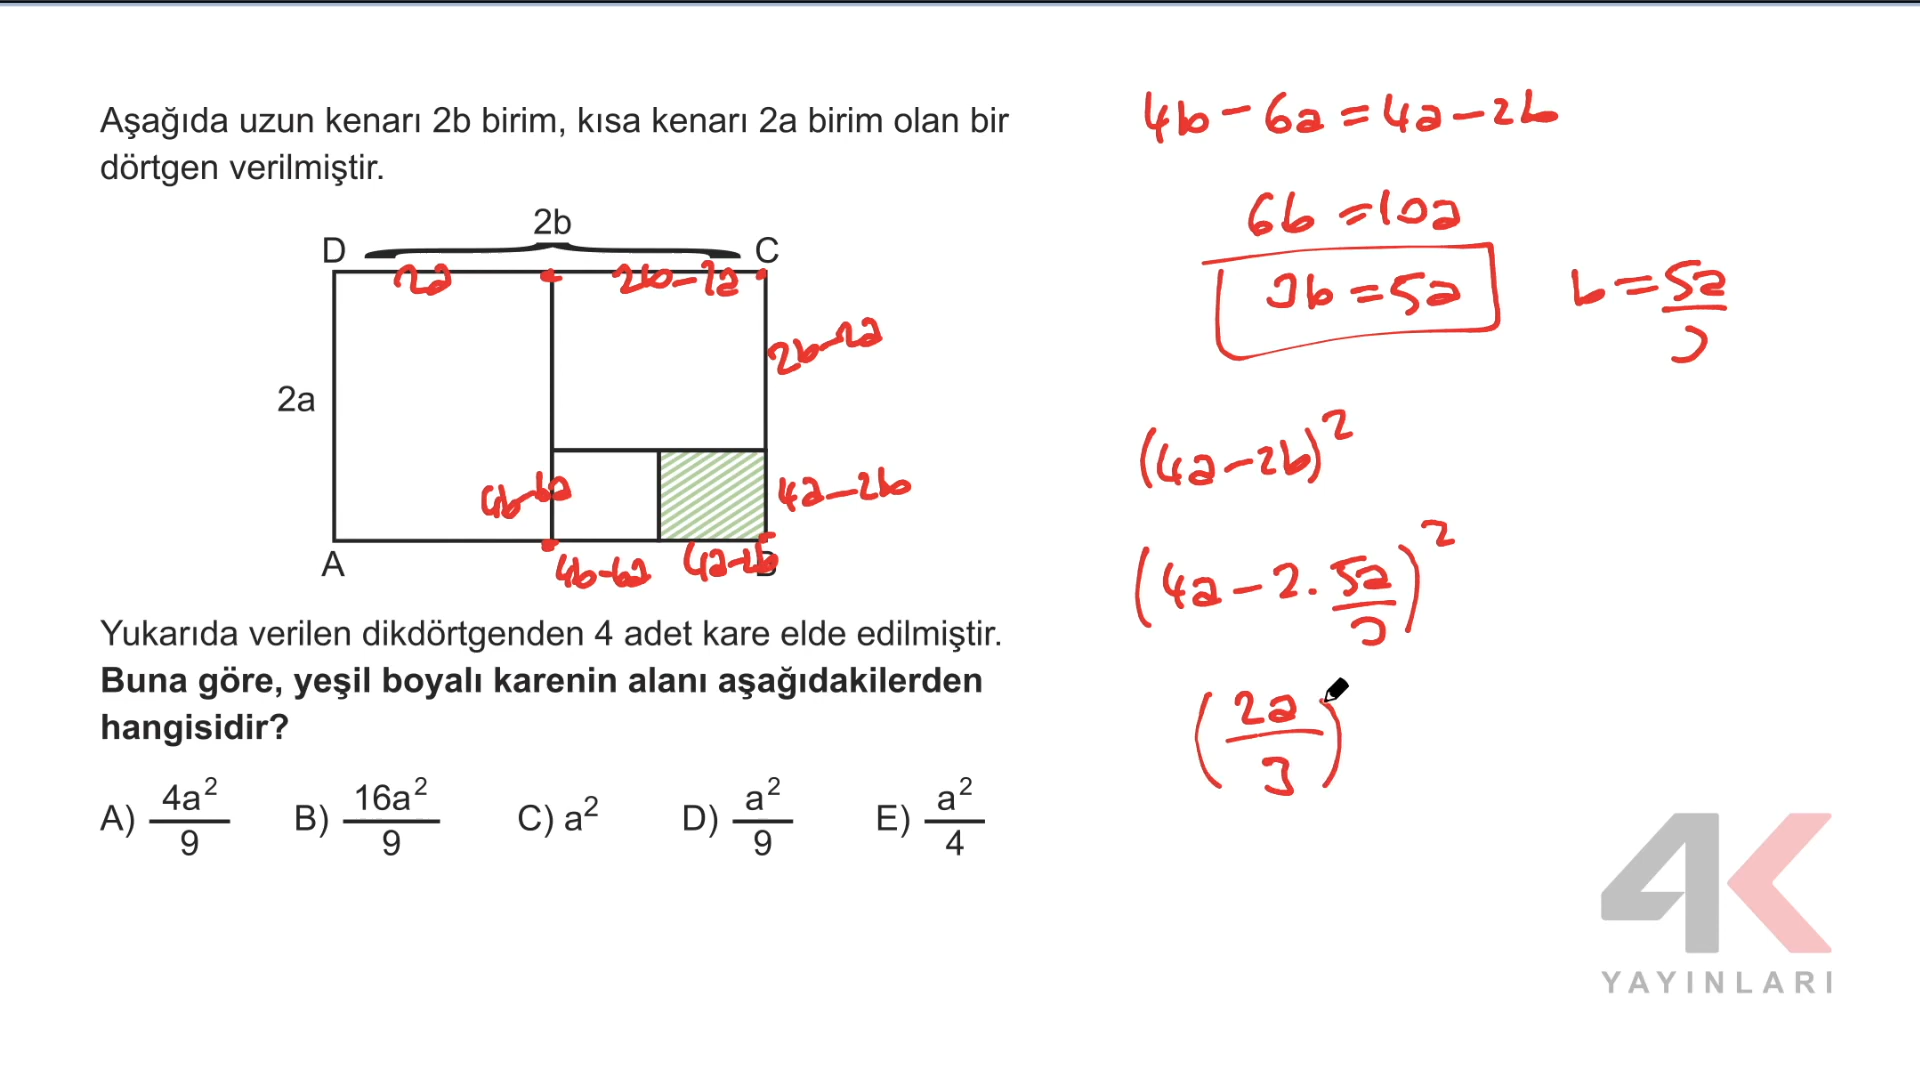 Aşağıda uzun kenarı 2b birim, kısa kenarı 2a birim olan bir
dörtgen verilmiştir.
2b
D
C
2a
2b-2a
2b-2a
2a
4b-6a
4a-2b
A
4b-6a
4a-2b
B
Yukarıda verilen dikdörtgenden 4 adet kare elde edilmiştir.
Buna göre, yeşil boyalı karenin alanı aşağıdakilerden
hangisidir?
A) 4a²/9 B) 16a²/9 C) a² D) a²/9 E) a²/4
4b-6a=4a-2b
6b=10a
3b=5a b=5a/3
(4a-2b)²
(4a-2.5a/3)²
(2a/3)
4K
YAYINLARI